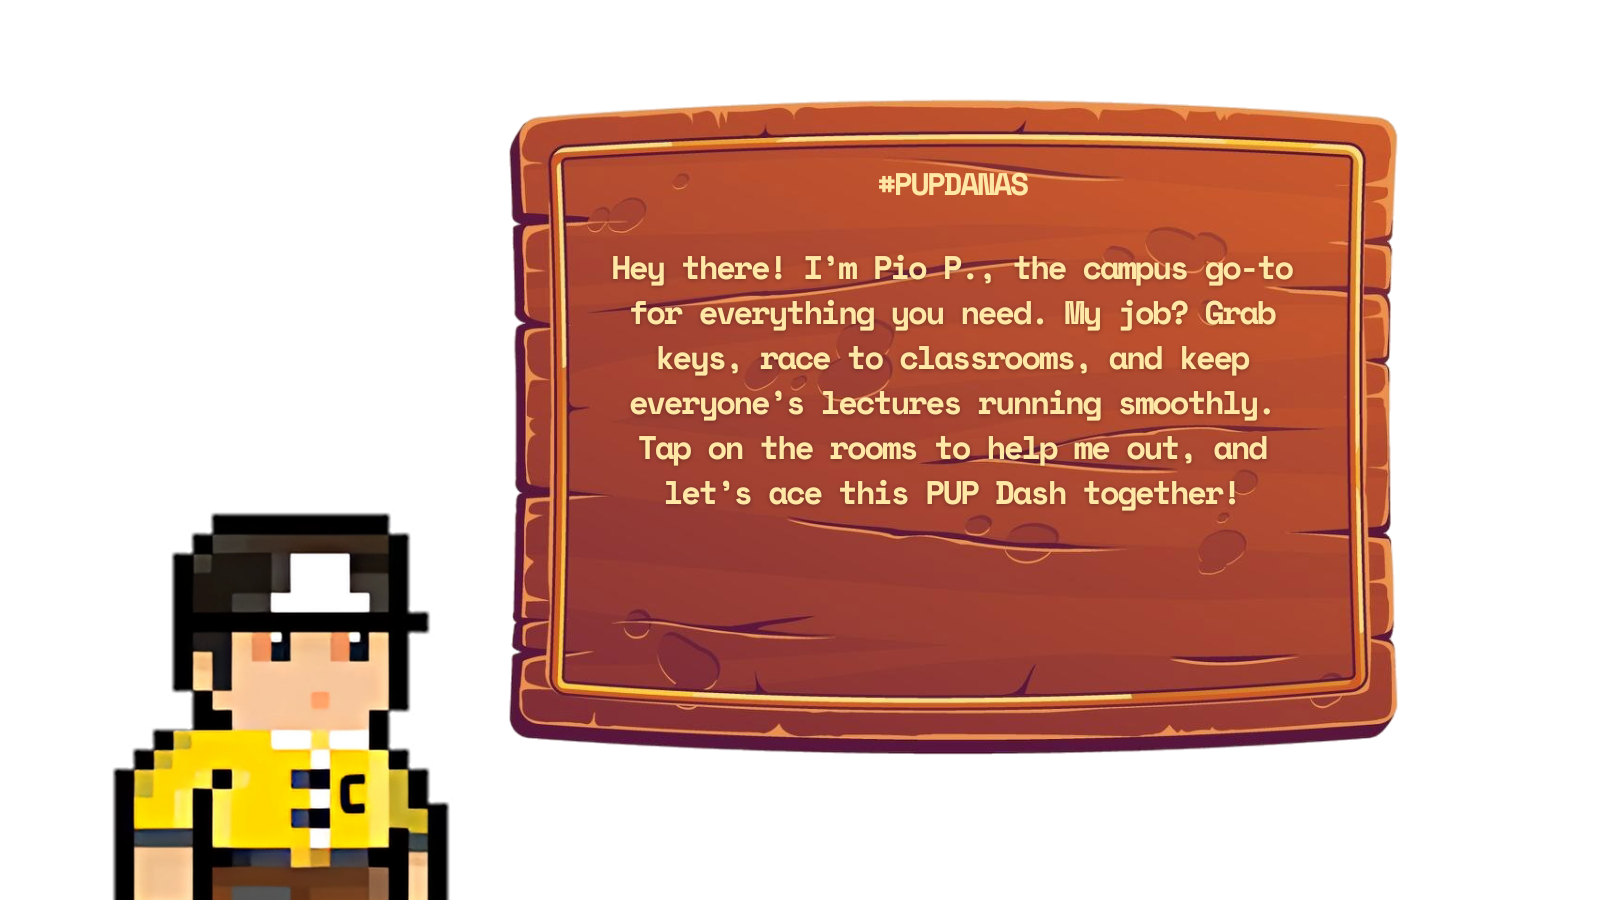 #PUPDANAS
Hey there! I'm Pio P., the campus go-to
for everything you need. My job? Grab
keys, race to classrooms, and keep
everyone's lectures running smoothly.
Tap on the rooms to help me out, and
let's ace this PUP Dash together!
C